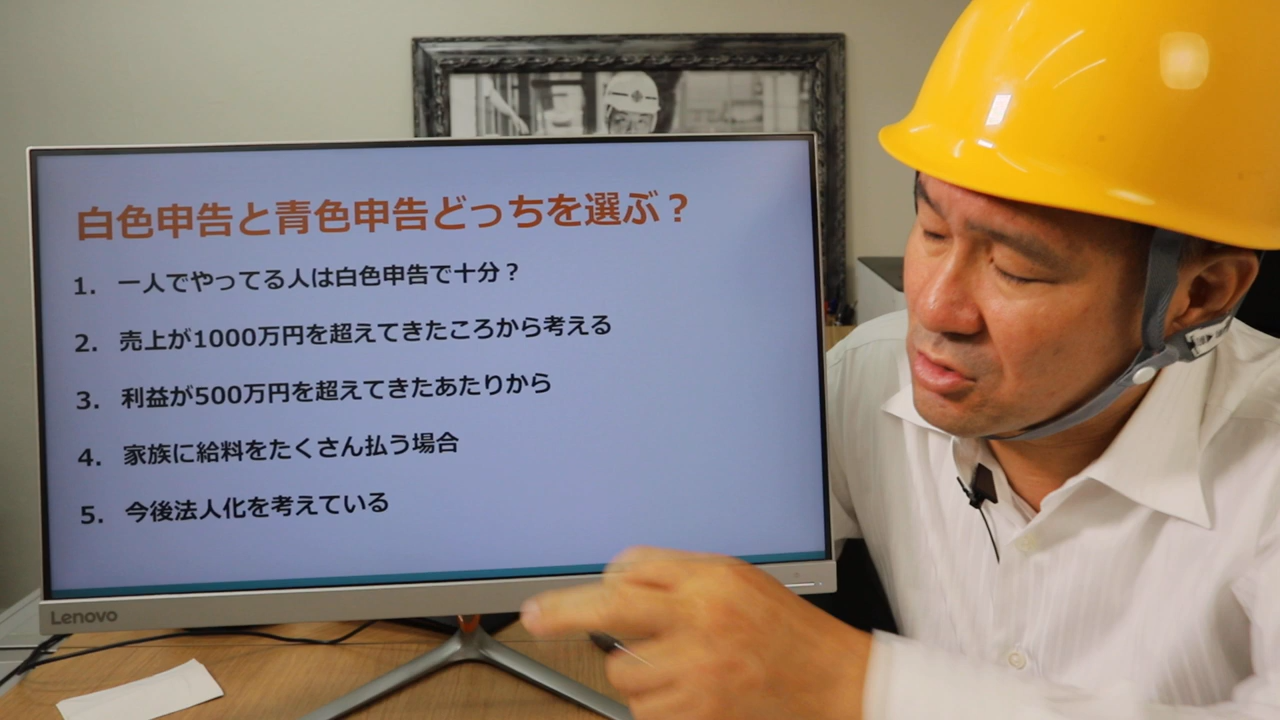 白色申告と青色申告どっちを選ぶ？
1. 一人でやってる人は白色申告で十分？
2. 売上が1000万円を超えてきたころから考える
3. 利益が500万円を超えてきたあたりから
4. 家族に給料をたくさん払う場合
5. 今後法人化を考えている
Lenovo